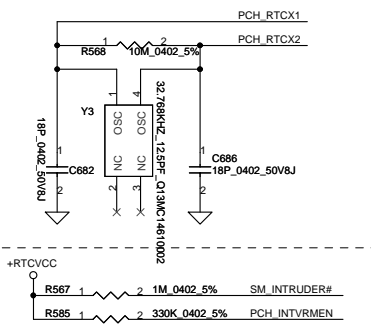 PCH_RTCX1
PCH_RTCX2
1 2
R568 10M_0402_5%
1 4
Y3
OSC OSC
NC NC
2 3
32.768KHZ_12.5PF_Q13MC14610002
18P_0402_50V8J
1
C682
2
1
C686
18P_0402_50V8J
2
+RTCVCC
R567 1 2 1M_0402_5% SM_INTRUDER#
R585 1 2 330K_0402_5% PCH_INTVRMEN